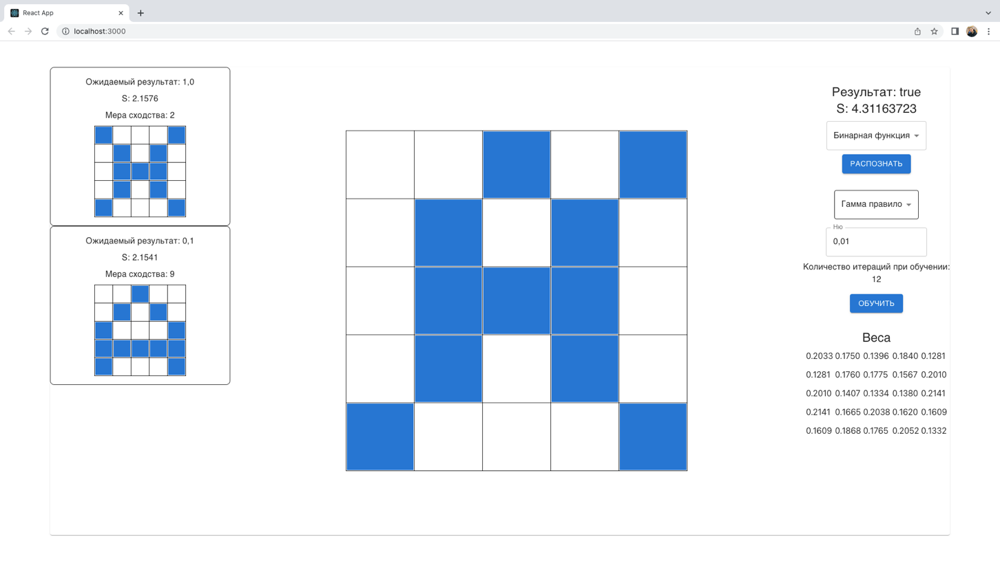 React App
localhost:3000
Ожидаемый результат: 1,0
S: 2.1576
Мера сходства: 2
Ожидаемый результат: 0,1
S: 2.1541
Мера сходства: 9
Результат: true
S: 4.31163723
Бинарная функция
РАСПОЗНАТЬ
Гамма правило
Ню
0,01
Количество итераций при обучении:
12
ОБУЧИТЬ
Веса
0.2033 0.1750 0.1396 0.1840 0.1281
0.1281 0.1760 0.1775 0.1567 0.2010
0.2010 0.1407 0.1334 0.1380 0.2141
0.2141 0.1665 0.2038 0.1620 0.1609
0.1609 0.1868 0.1765 0.2052 0.1332